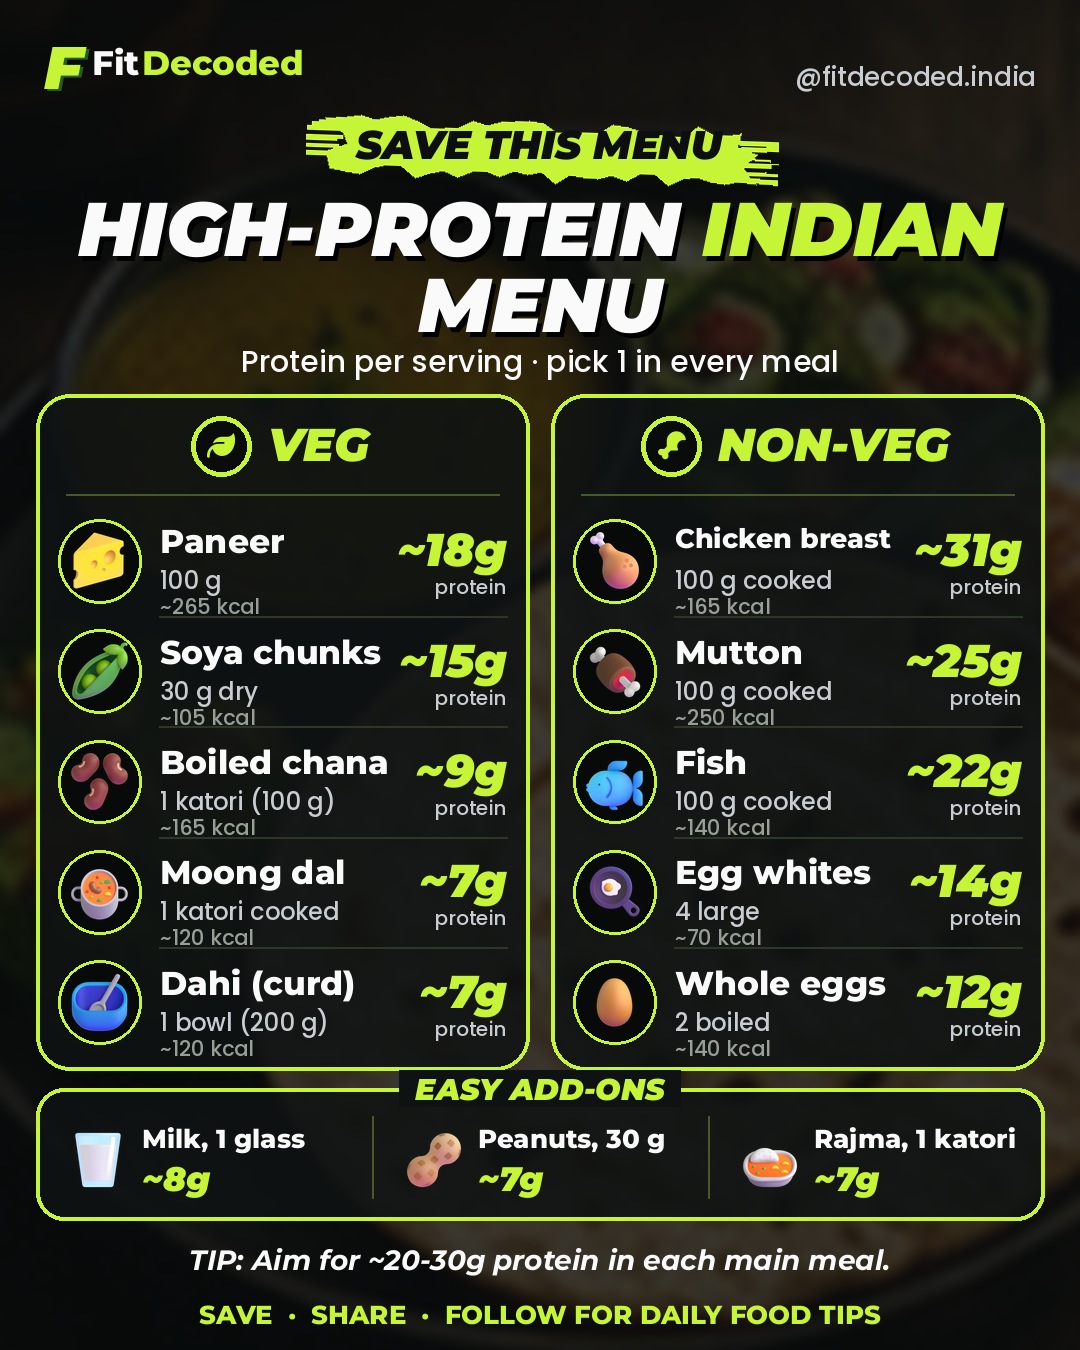 F FitDecoded
@fitdecoded.india
SAVE THIS MENU
HIGH-PROTEIN INDIAN
MENU
Protein per serving · pick 1 in every meal
VEG
Paneer
100 g
~265 kcal
~18g
protein
Soya chunks
30 g dry
~105 kcal
~15g
protein
Boiled chana
1 katori (100 g)
~165 kcal
~9g
protein
Moong dal
1 katori cooked
~120 kcal
~7g
protein
Dahi (curd)
1 bowl (200 g)
~120 kcal
~7g
protein
NON-VEG
Chicken breast
100 g cooked
~165 kcal
~31g
protein
Mutton
100 g cooked
~250 kcal
~25g
protein
Fish
100 g cooked
~140 kcal
~22g
protein
Egg whites
4 large
~70 kcal
~14g
protein
Whole eggs
2 boiled
~140 kcal
~12g
protein
EASY ADD-ONS
Milk, 1 glass
~8g
Peanuts, 30 g
~7g
Rajma, 1 katori
~7g
TIP: Aim for ~20-30g protein in each main meal.
SAVE · SHARE · FOLLOW FOR DAILY FOOD TIPS